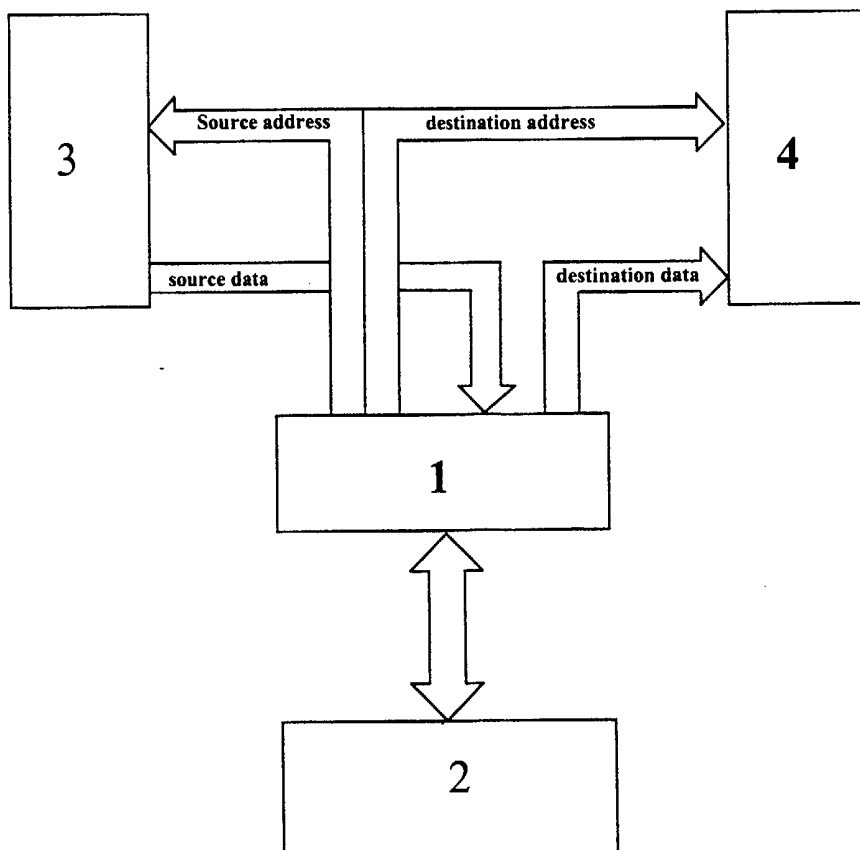 Source address
destination address
3
4
source data
destination data
1
2